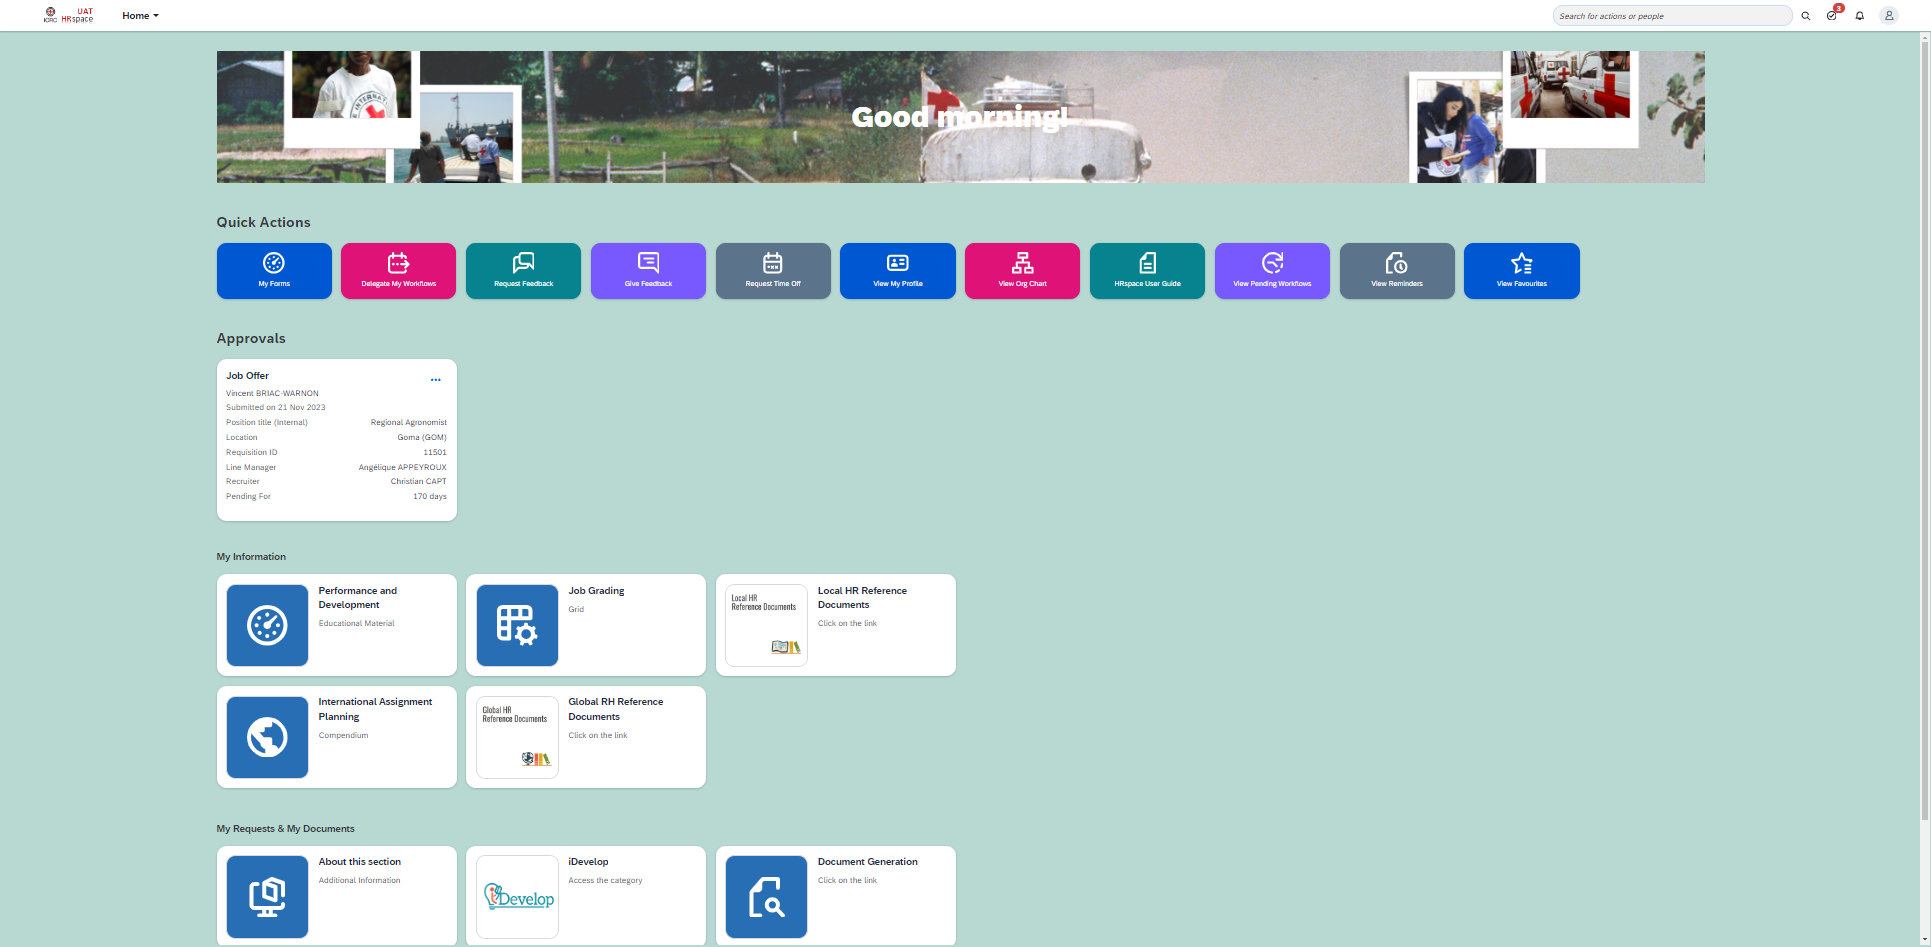 UAT
ICRC HRspace
Home
Search for actions or people
3
INTERNAT
Good morning!
Quick Actions
My Forms
Delegate My Workflows
Request Feedback
Give Feedback
Request Time Off
View My Profile
View Org Chart
HRspace User Guide
View Pending Workflows
View Reminders
View Favourites
Approvals
Job Offer
Vincent BRIAC-WARNON
Submitted on 21 Nov 2023
Position title (Internal) Regional Agronomist
Location Goma (GOM)
Requisition ID 11501
Line Manager Angélique APPEYROUX
Recruiter Christian CAPT
Pending For 170 days
My Information
Performance and
Development
Educational Material
Job Grading
Grid
Local HR
Reference Documents
Local HR Reference
Documents
Click on the link
International Assignment
Planning
Compendium
Global HR
Reference Documents
Global RH Reference
Documents
Click on the link
My Requests & My Documents
About this section
Additional Information
iDevelop
iDevelop
Access the category
Document Generation
Click on the link